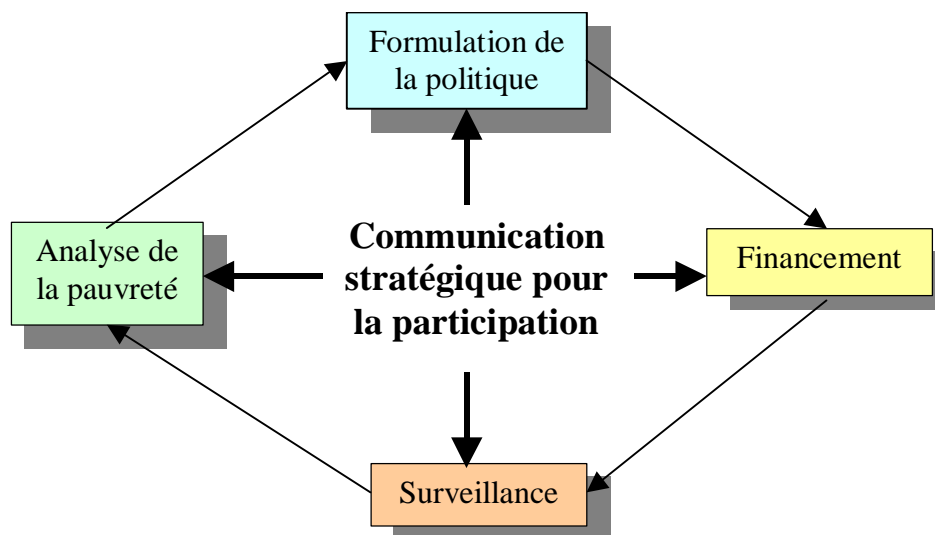 Formulation de
la politique
Analyse de
la pauvreté
Communication
stratégique pour
la participation
Financement
Surveillance